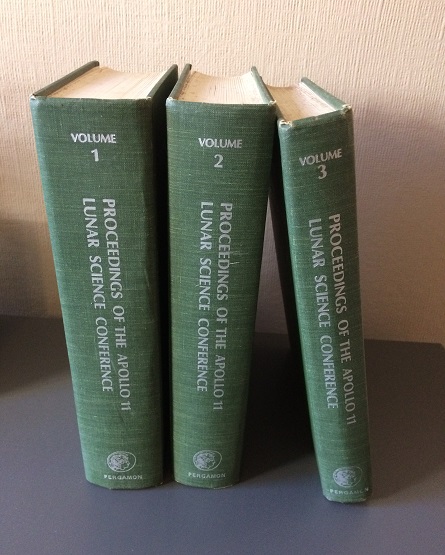 VOLUME
1
PROCEEDINGS OF THE APOLLO 11
LUNAR SCIENCE CONFERENCE
PERGAMON
VOLUME
2
PROCEEDINGS OF THE APOLLO 11
LUNAR SCIENCE CONFERENCE
PERGAMON
VOLUME
3
PROCEEDINGS OF THE APOLLO 11
LUNAR SCIENCE CONFERENCE
PERGAMON